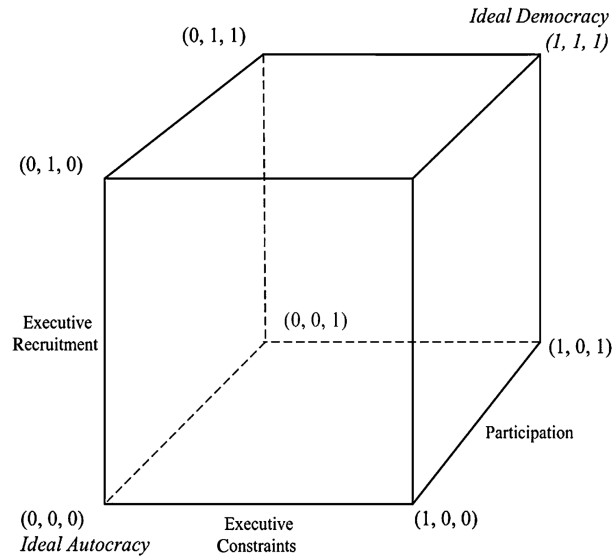 Ideal Democracy
(0, 1, 1)
(1, 1, 1)
(0, 1, 0)
Executive
Recruitment
(0, 0, 1)
(1, 0, 1)
Participation
(0, 0, 0)
Ideal Autocracy
Executive
Constraints
(1, 0, 0)